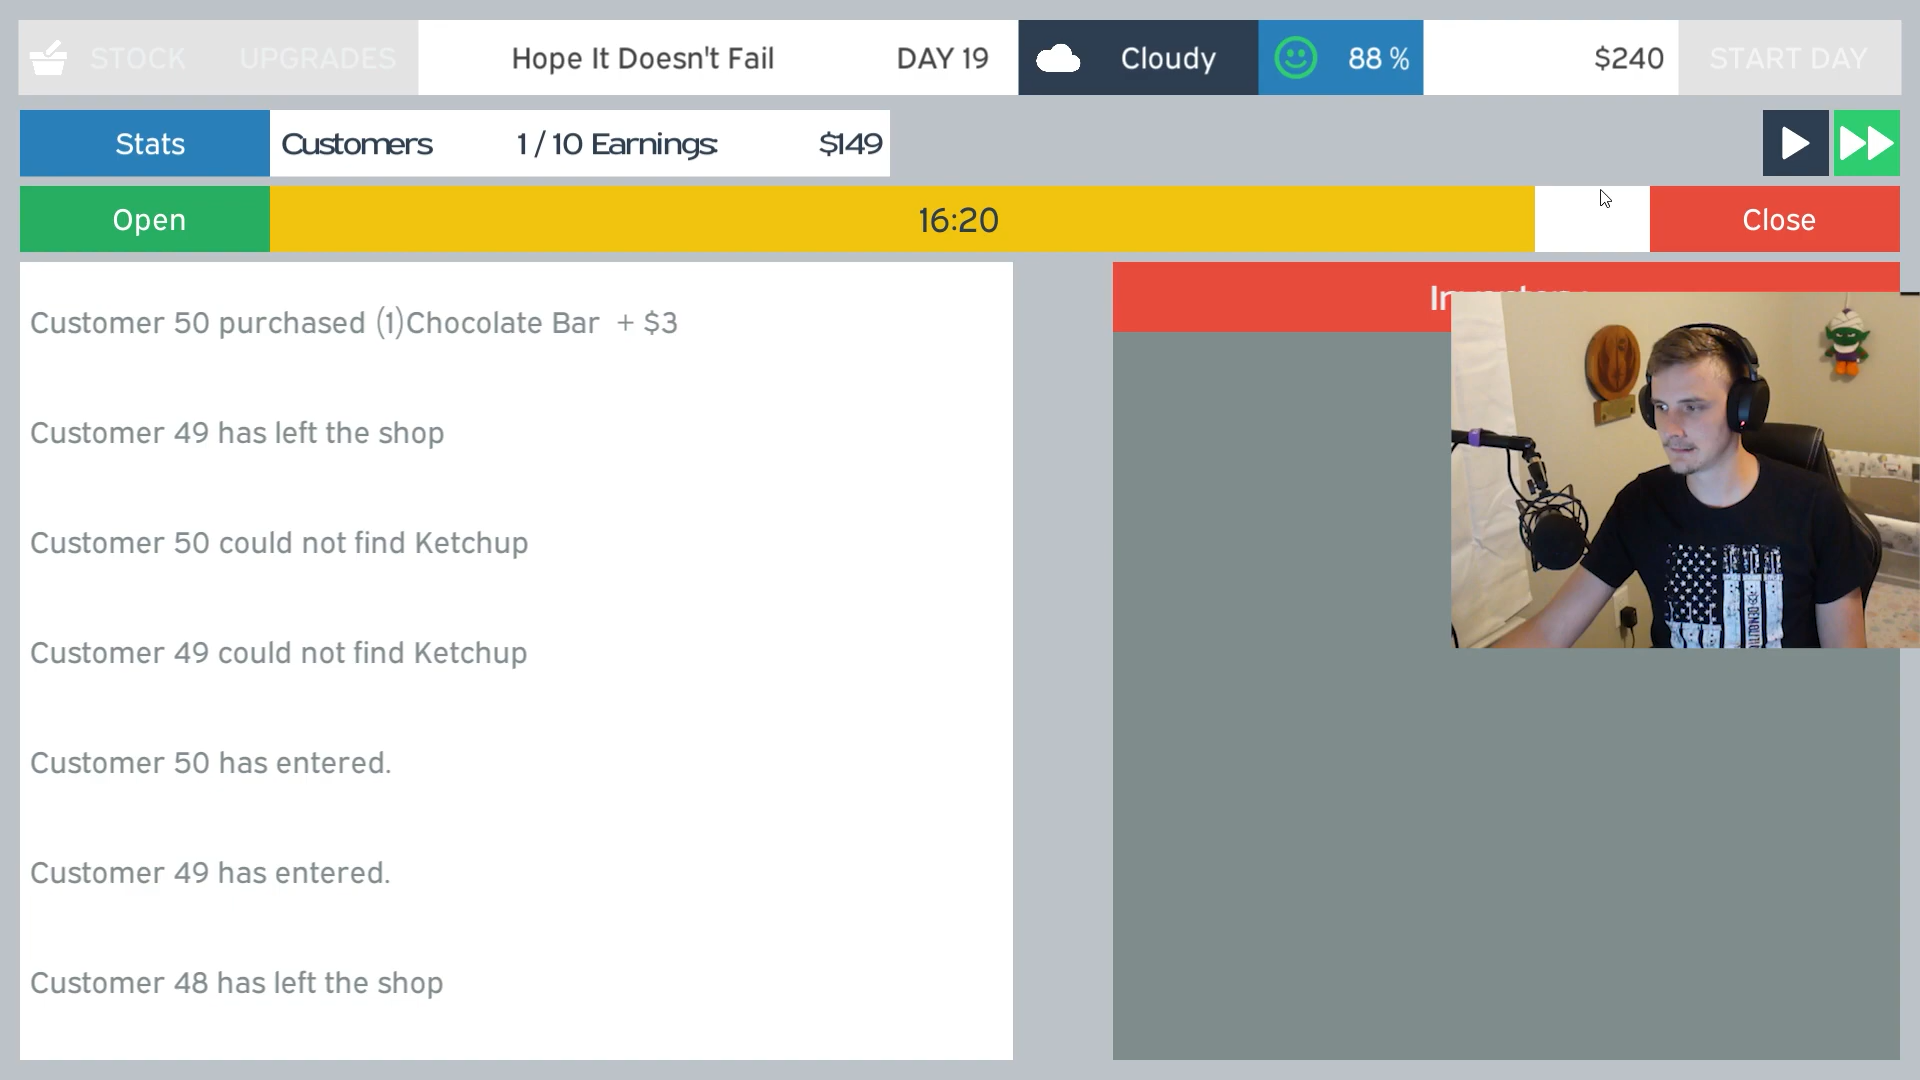 STOCK UPGRADES Hope It Doesn't Fail DAY 19 Cloudy 88 % $240 START DAY
Stats Customers 1 / 10 Earnings: $149
Open 16:20 Close
Customer 50 purchased (1)Chocolate Bar + $3
Customer 49 has left the shop
Customer 50 could not find Ketchup
Customer 49 could not find Ketchup
Customer 50 has entered.
Customer 49 has entered.
Customer 48 has left the shop